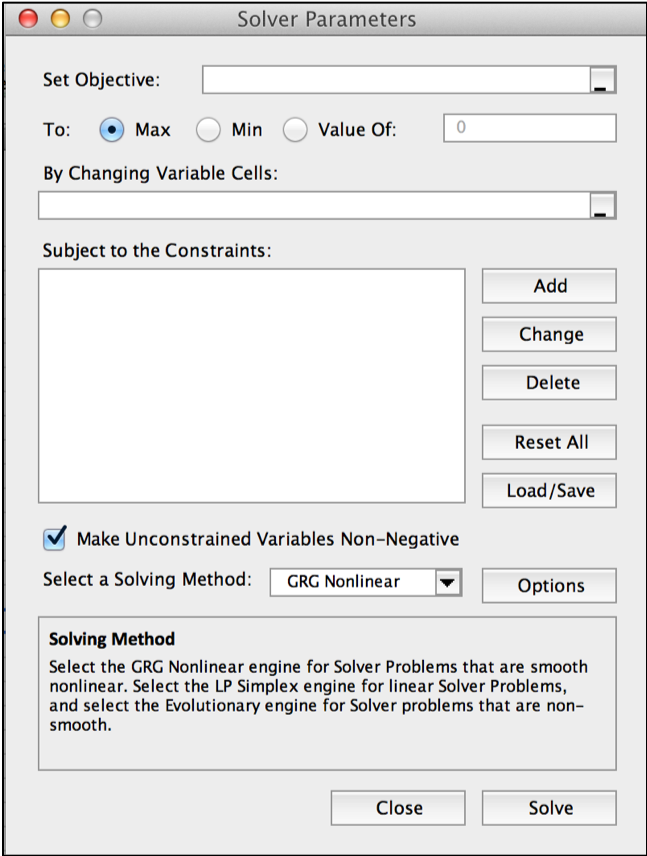 Solver Parameters
Set Objective:
To: Max Min Value Of: 0
By Changing Variable Cells:
Subject to the Constraints:
Add
Change
Delete
Reset All
Load/Save
Make Unconstrained Variables Non-Negative
Select a Solving Method: GRG Nonlinear Options
Solving Method
Select the GRG Nonlinear engine for Solver Problems that are smooth
nonlinear. Select the LP Simplex engine for linear Solver Problems,
and select the Evolutionary engine for Solver problems that are non-
smooth.
Close Solve